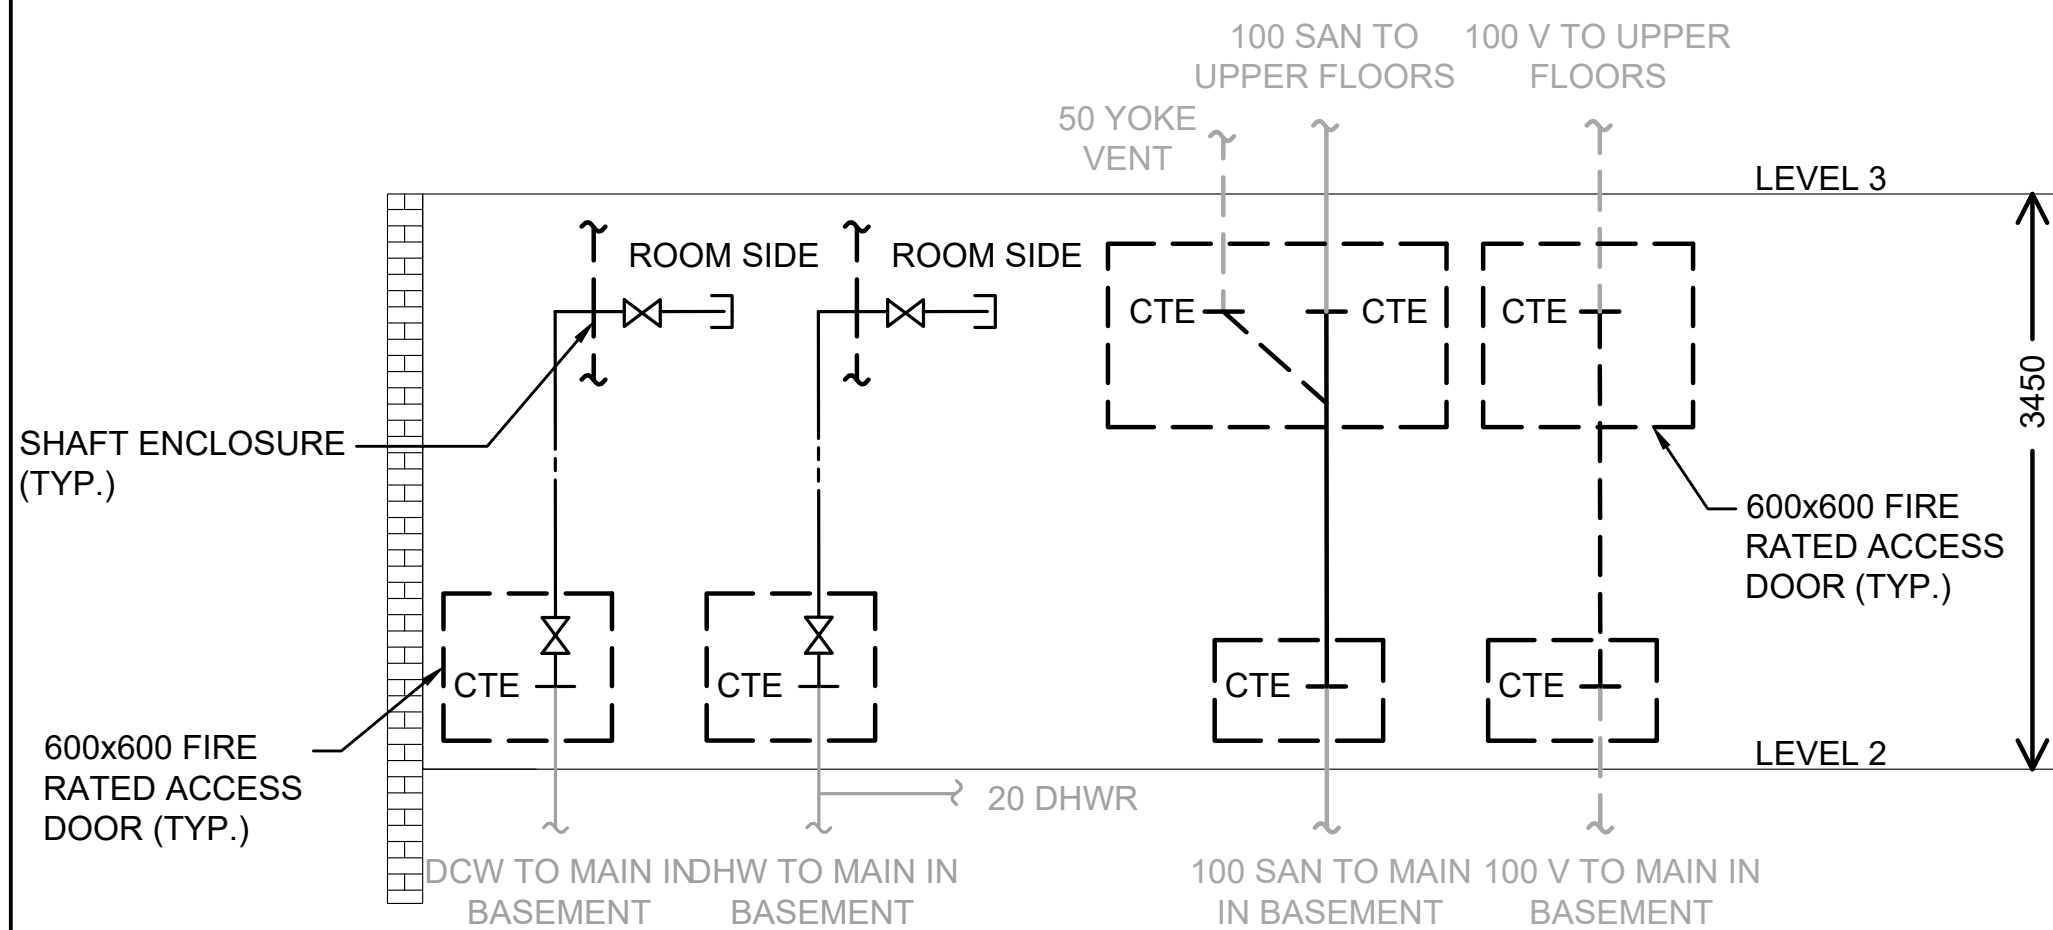 100 SAN TO
UPPER FLOORS
100 V TO UPPER
FLOORS
50 YOKE
VENT
LEVEL 3
ROOM SIDE
ROOM SIDE
CTE
CTE
CTE
3450
SHAFT ENCLOSURE
(TYP.)
600x600 FIRE
RATED ACCESS
DOOR (TYP.)
CTE
CTE
CTE
CTE
600x600 FIRE
RATED ACCESS
DOOR (TYP.)
LEVEL 2
20 DHWR
DCW TO MAIN IN
BASEMENT
DHW TO MAIN IN
BASEMENT
100 SAN TO MAIN
IN BASEMENT
100 V TO MAIN IN
BASEMENT